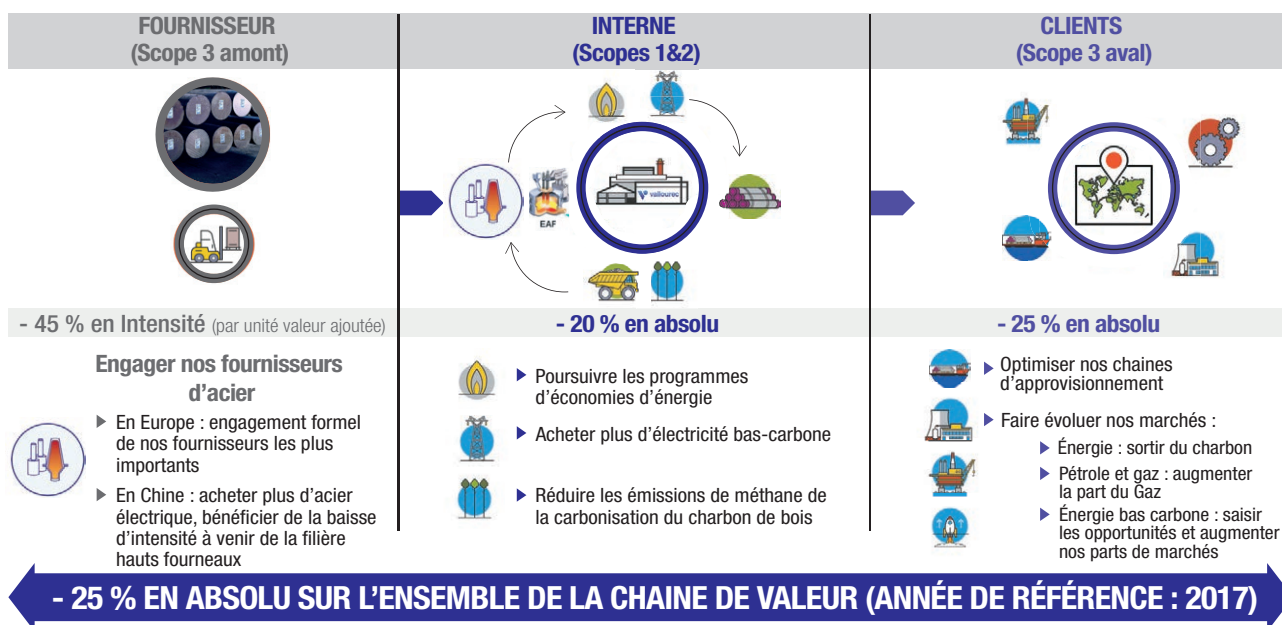 FOURNISSEUR
(Scope 3 amont)
INTERNE
(Scopes 1&2)
CLIENTS
(Scope 3 aval)
vallourec
EAF
- 45 % en Intensité (par unité valeur ajoutée)
- 20 % en absolu
- 25 % en absolu
Engager nos fournisseurs
d'acier
En Europe : engagement formel
de nos fournisseurs les plus
importants
En Chine : acheter plus d'acier
électrique, bénéficier de la baisse
d'intensité à venir de la filière
hauts fourneaux
Poursuivre les programmes
d'économies d'énergie
Acheter plus d'électricité bas-carbone
Réduire les émissions de méthane de
la carbonisation du charbon de bois
Optimiser nos chaines
d'approvisionnement
Faire évoluer nos marchés :
Énergie : sortir du charbon
Pétrole et gaz : augmenter
la part du Gaz
Énergie bas carbone : saisir
les opportunités et augmenter
nos parts de marchés
- 25 % EN ABSOLU SUR L'ENSEMBLE DE LA CHAINE DE VALEUR (ANNÉE DE RÉFÉRENCE : 2017)